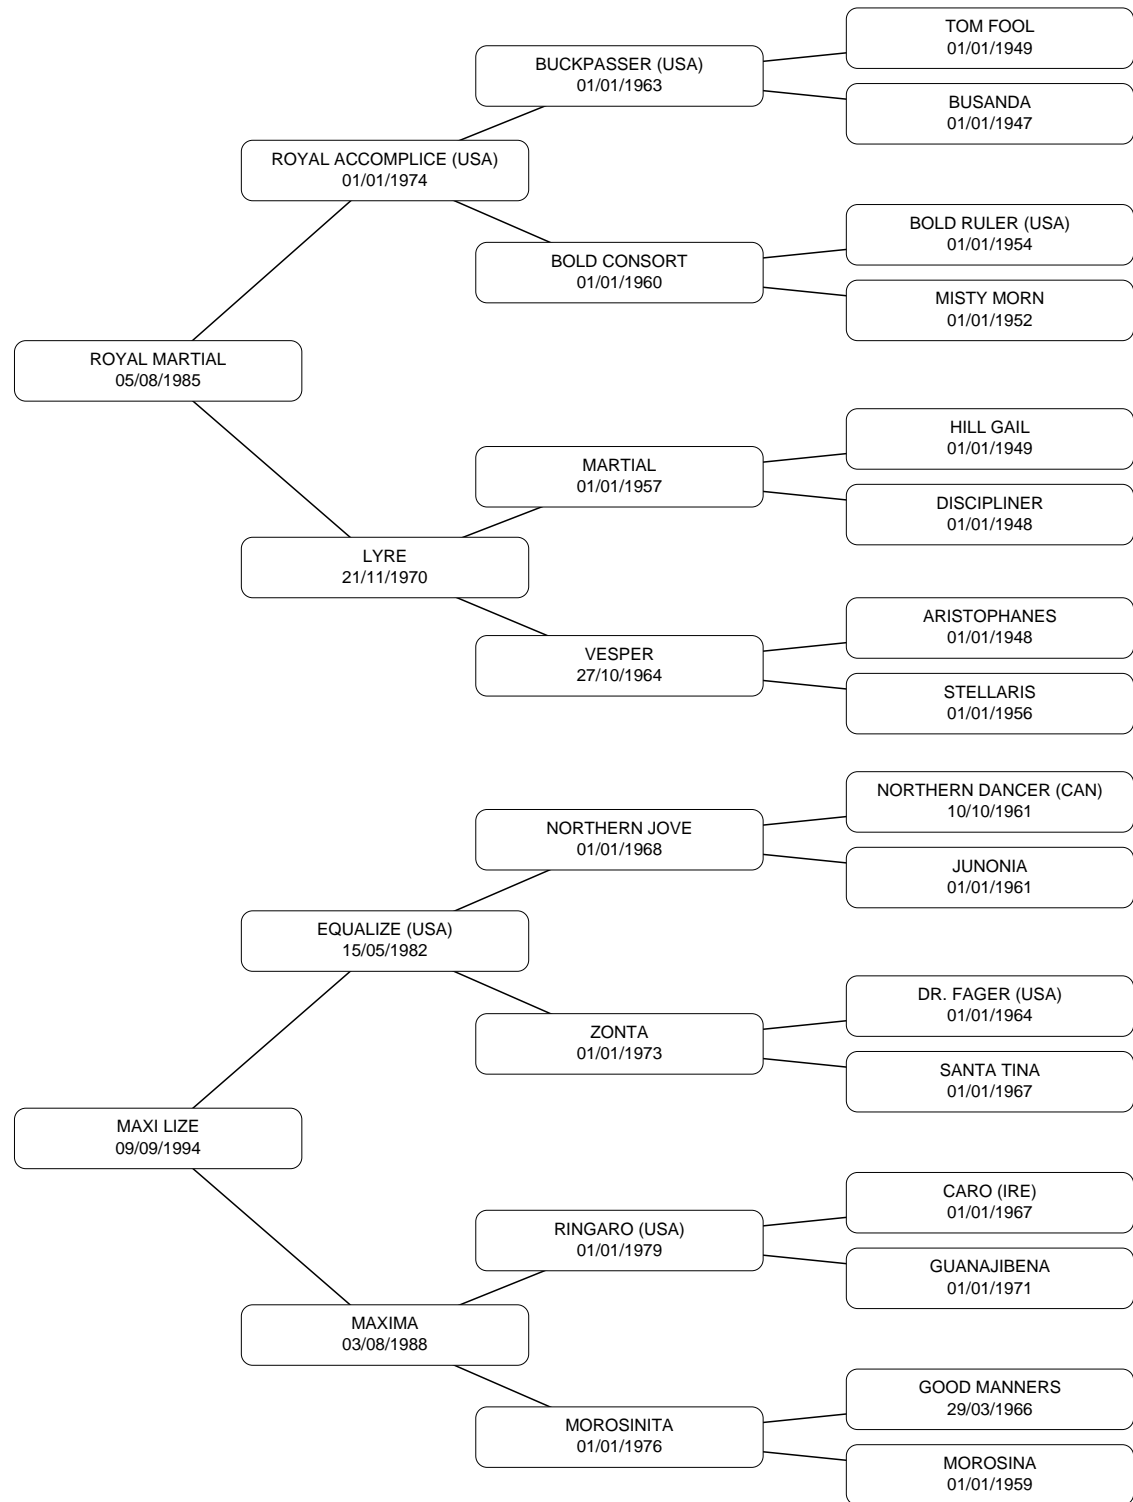 TOM FOOL
01/01/1949
BUCKPASSER (USA)
01/01/1963
BUSANDA
01/01/1947
ROYAL ACCOMPLICE (USA)
01/01/1974
BOLD RULER (USA)
01/01/1954
BOLD CONSORT
01/01/1960
MISTY MORN
01/01/1952
ROYAL MARTIAL
05/08/1985
HILL GAIL
01/01/1949
MARTIAL
01/01/1957
DISCIPLINER
01/01/1948
LYRE
21/11/1970
ARISTOPHANES
01/01/1948
VESPER
27/10/1964
STELLARIS
01/01/1956
NORTHERN DANCER (CAN)
10/10/1961
NORTHERN JOVE
01/01/1968
JUNONIA
01/01/1961
EQUALIZE (USA)
15/05/1982
DR. FAGER (USA)
01/01/1964
ZONTA
01/01/1973
SANTA TINA
01/01/1967
MAXI LIZE
09/09/1994
CARO (IRE)
01/01/1967
RINGARO (USA)
01/01/1979
GUANAJIBENA
01/01/1971
MAXIMA
03/08/1988
GOOD MANNERS
29/03/1966
MOROSINITA
01/01/1976
MOROSINA
01/01/1959